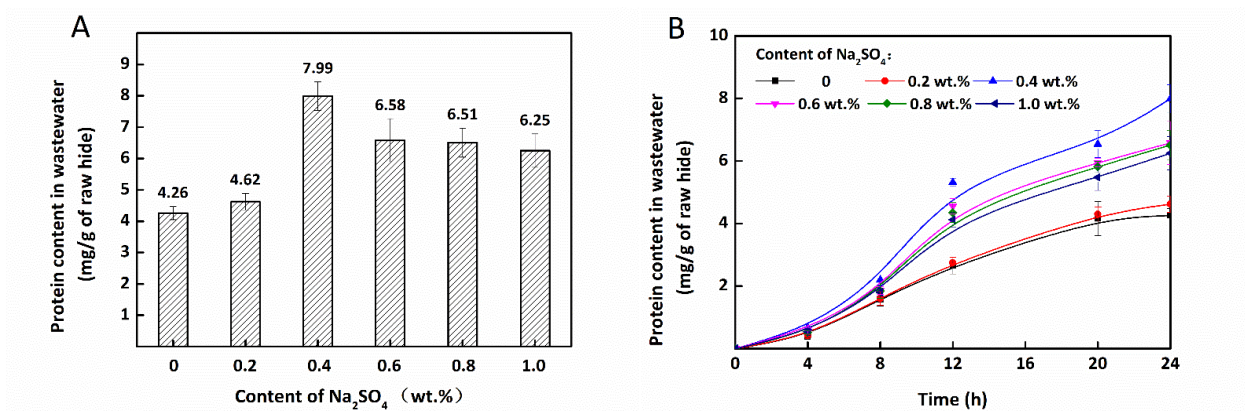 A
Protein content in wastewater
(mg/g of raw hide)
9
8
7
6
5
4
3
2
1
4.26
4.62
7.99
6.58
6.51
6.25
0
0.2
0.4
0.6
0.8
1.0
Content of Na₂SO₄（wt.%）
B
Protein content in wastewater
(mg/g of raw hide)
10
8
6
4
2
Content of Na₂SO₄：
0
0.2 wt.%
0.4 wt.%
0.6 wt.%
0.8 wt.%
1.0 wt.%
0
4
8
12
16
20
24
Time (h)